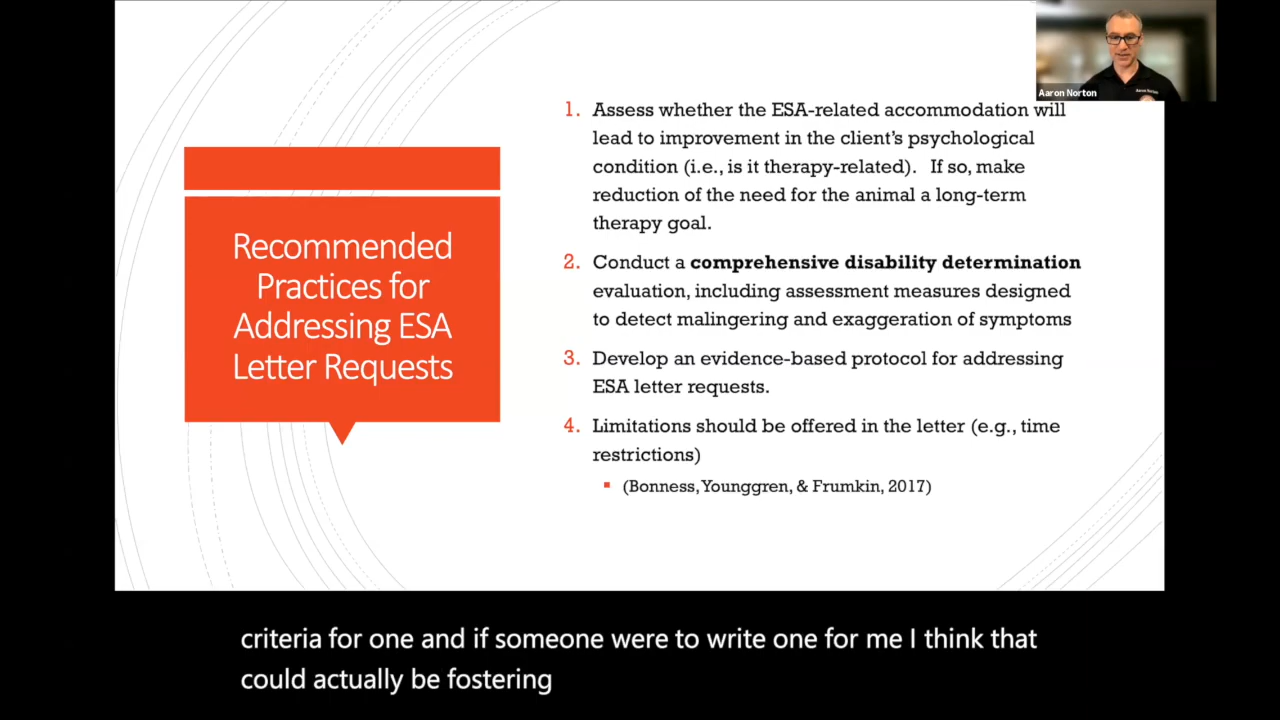 Aaron Norton
Recommended
Practices for
Addressing ESA
Letter Requests
1. Assess whether the ESA-related accommodation will
lead to improvement in the client's psychological
condition (i.e., is it therapy-related). If so, make
reduction of the need for the animal a long-term
therapy goal.
2. Conduct a comprehensive disability determination
evaluation, including assessment measures designed
to detect malingering and exaggeration of symptoms
3. Develop an evidence-based protocol for addressing
ESA letter requests.
4. Limitations should be offered in the letter (e.g., time
restrictions)
(Bonness, Younggren, & Frumkin, 2017)
criteria for one and if someone were to write one for me I think that
could actually be fostering